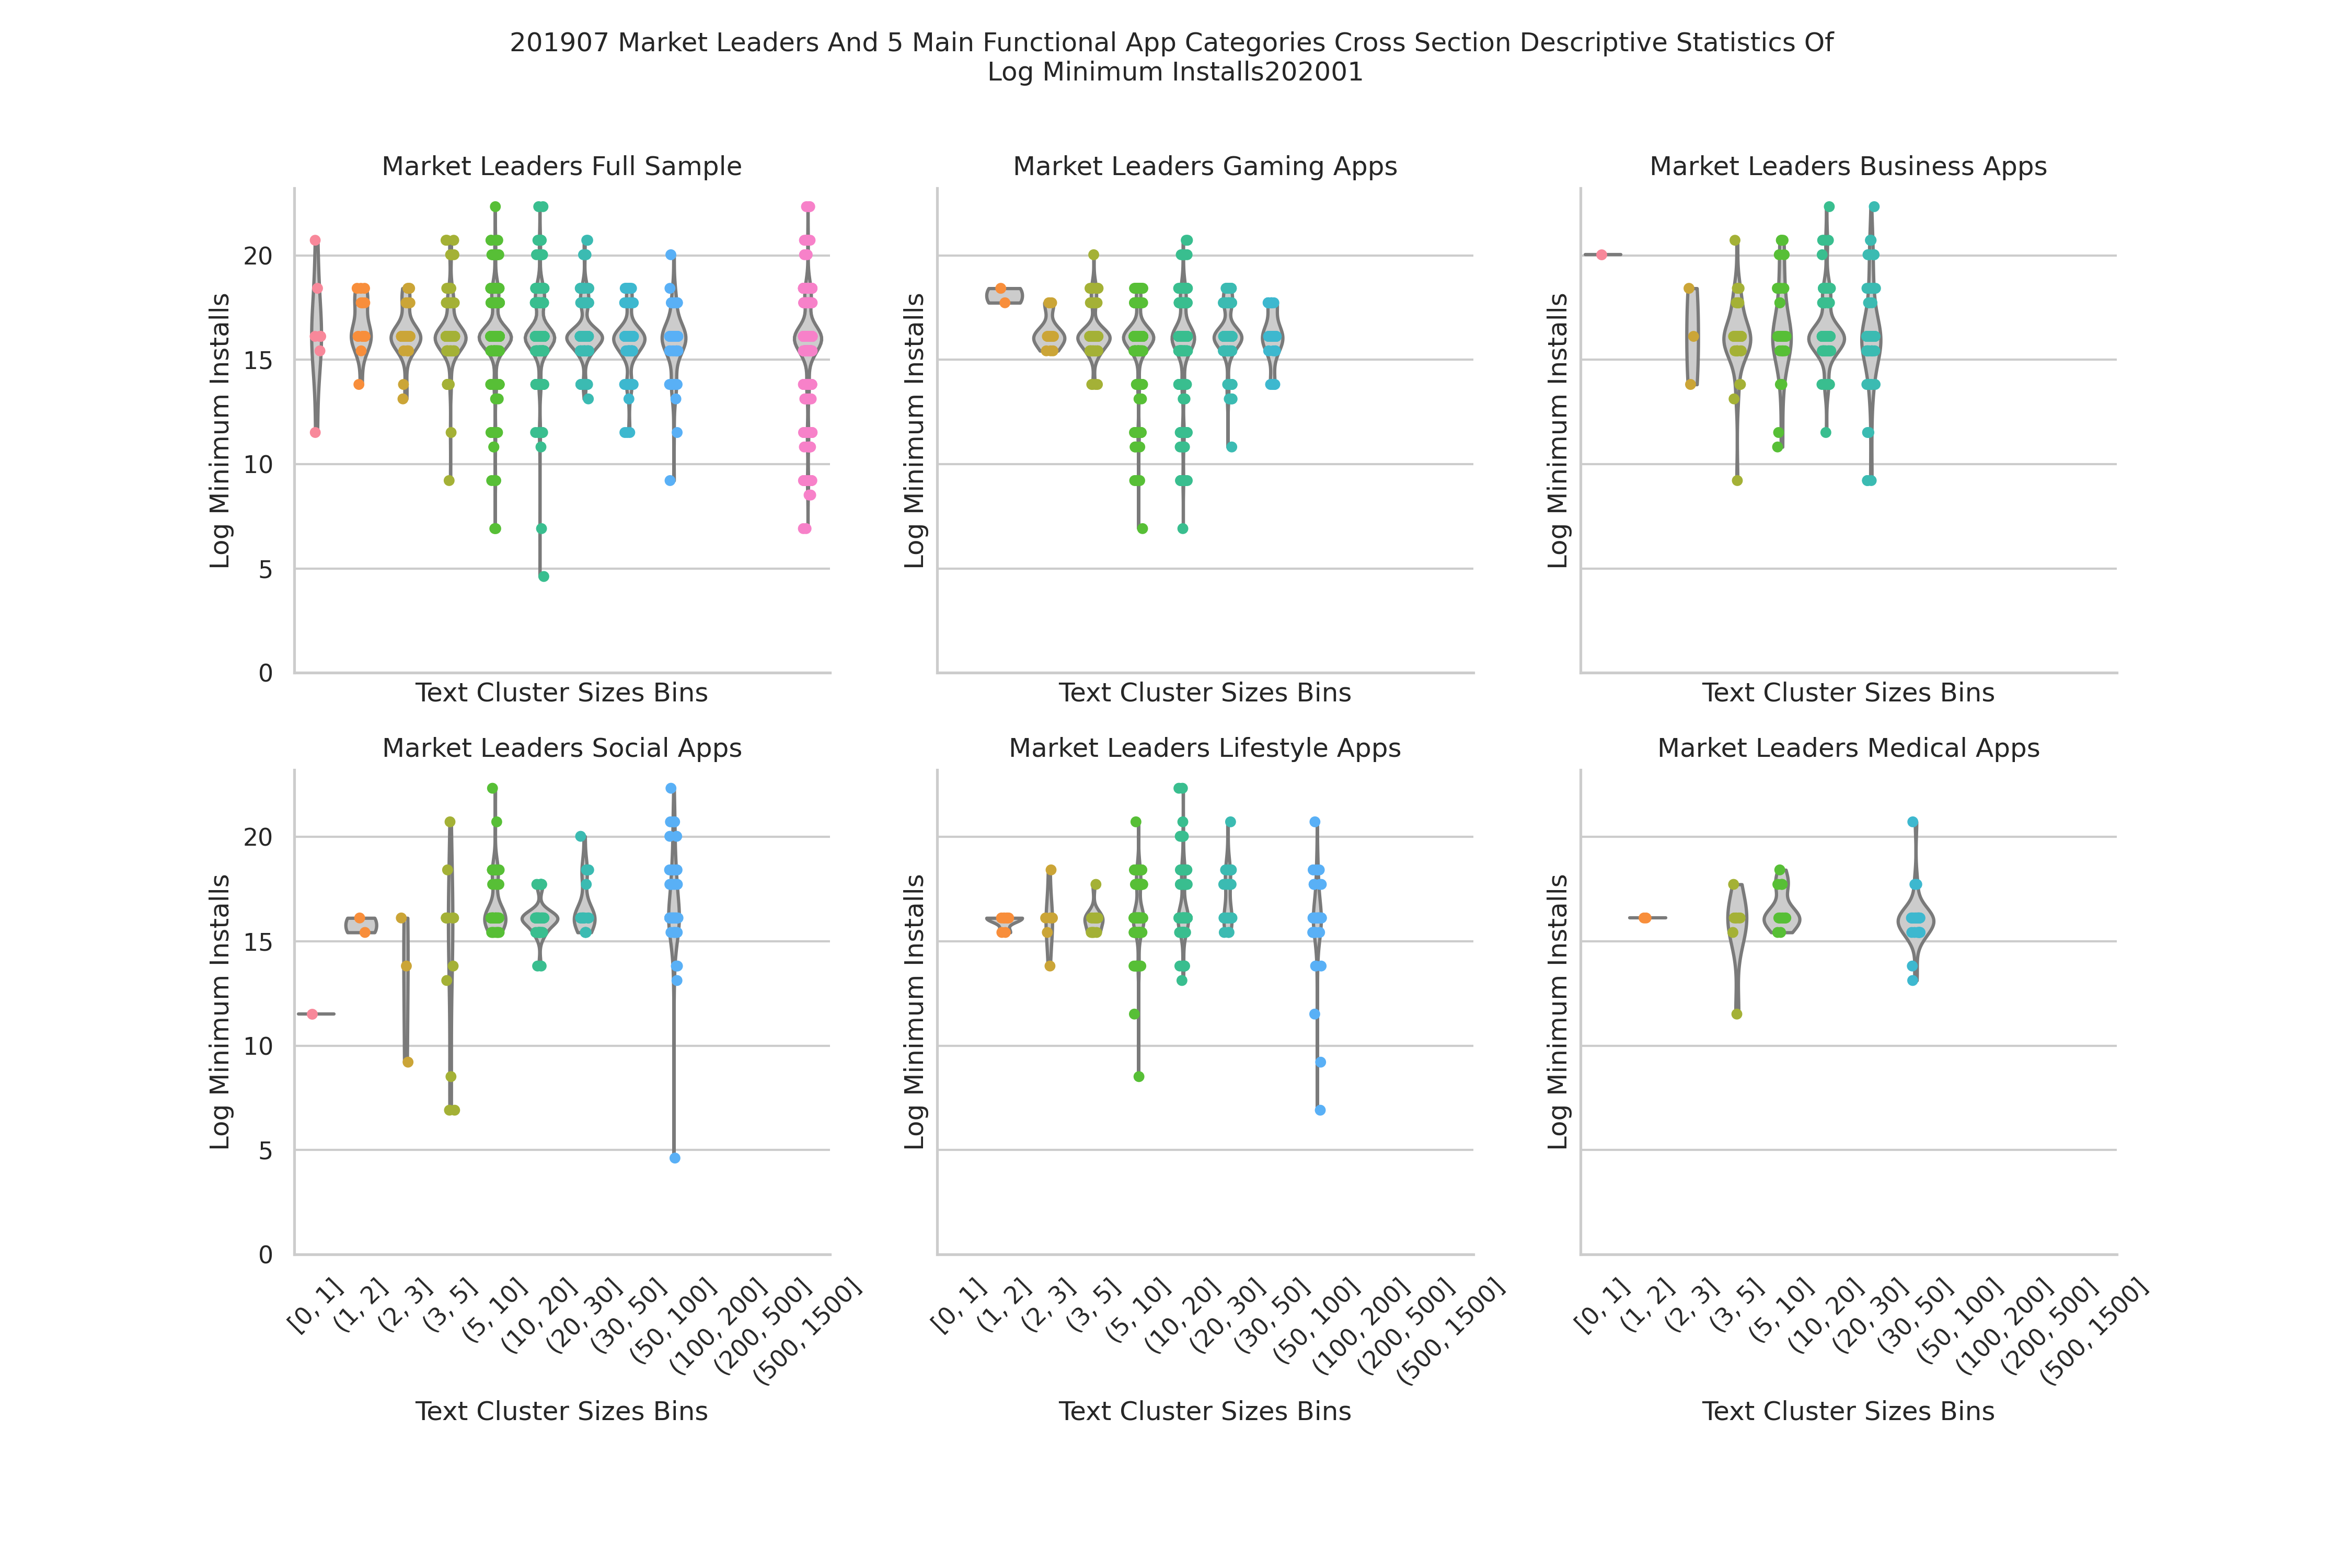 201907 Market Leaders And 5 Main Functional App Categories Cross Section Descriptive Statistics Of
Log Minimum Installs202001
Market Leaders Full Sample
Market Leaders Gaming Apps
Market Leaders Business Apps
Log Minimum Installs
20
15
10
5
0
Log Minimum Installs
Log Minimum Installs
Text Cluster Sizes Bins
Text Cluster Sizes Bins
Text Cluster Sizes Bins
Market Leaders Social Apps
Market Leaders Lifestyle Apps
Market Leaders Medical Apps
Log Minimum Installs
20
15
10
5
0
Log Minimum Installs
Log Minimum Installs
[0, 1]
(1, 2]
(2, 3]
(3, 5]
(5, 10]
(10, 20]
(20, 30]
(30, 50]
(50, 100]
(100, 200]
(200, 500]
(500, 1500]
[0, 1]
(1, 2]
(2, 3]
(3, 5]
(5, 10]
(10, 20]
(20, 30]
(30, 50]
(50, 100]
(100, 200]
(200, 500]
(500, 1500]
[0, 1]
(1, 2]
(2, 3]
(3, 5]
(5, 10]
(10, 20]
(20, 30]
(30, 50]
(50, 100]
(100, 200]
(200, 500]
(500, 1500]
Text Cluster Sizes Bins
Text Cluster Sizes Bins
Text Cluster Sizes Bins